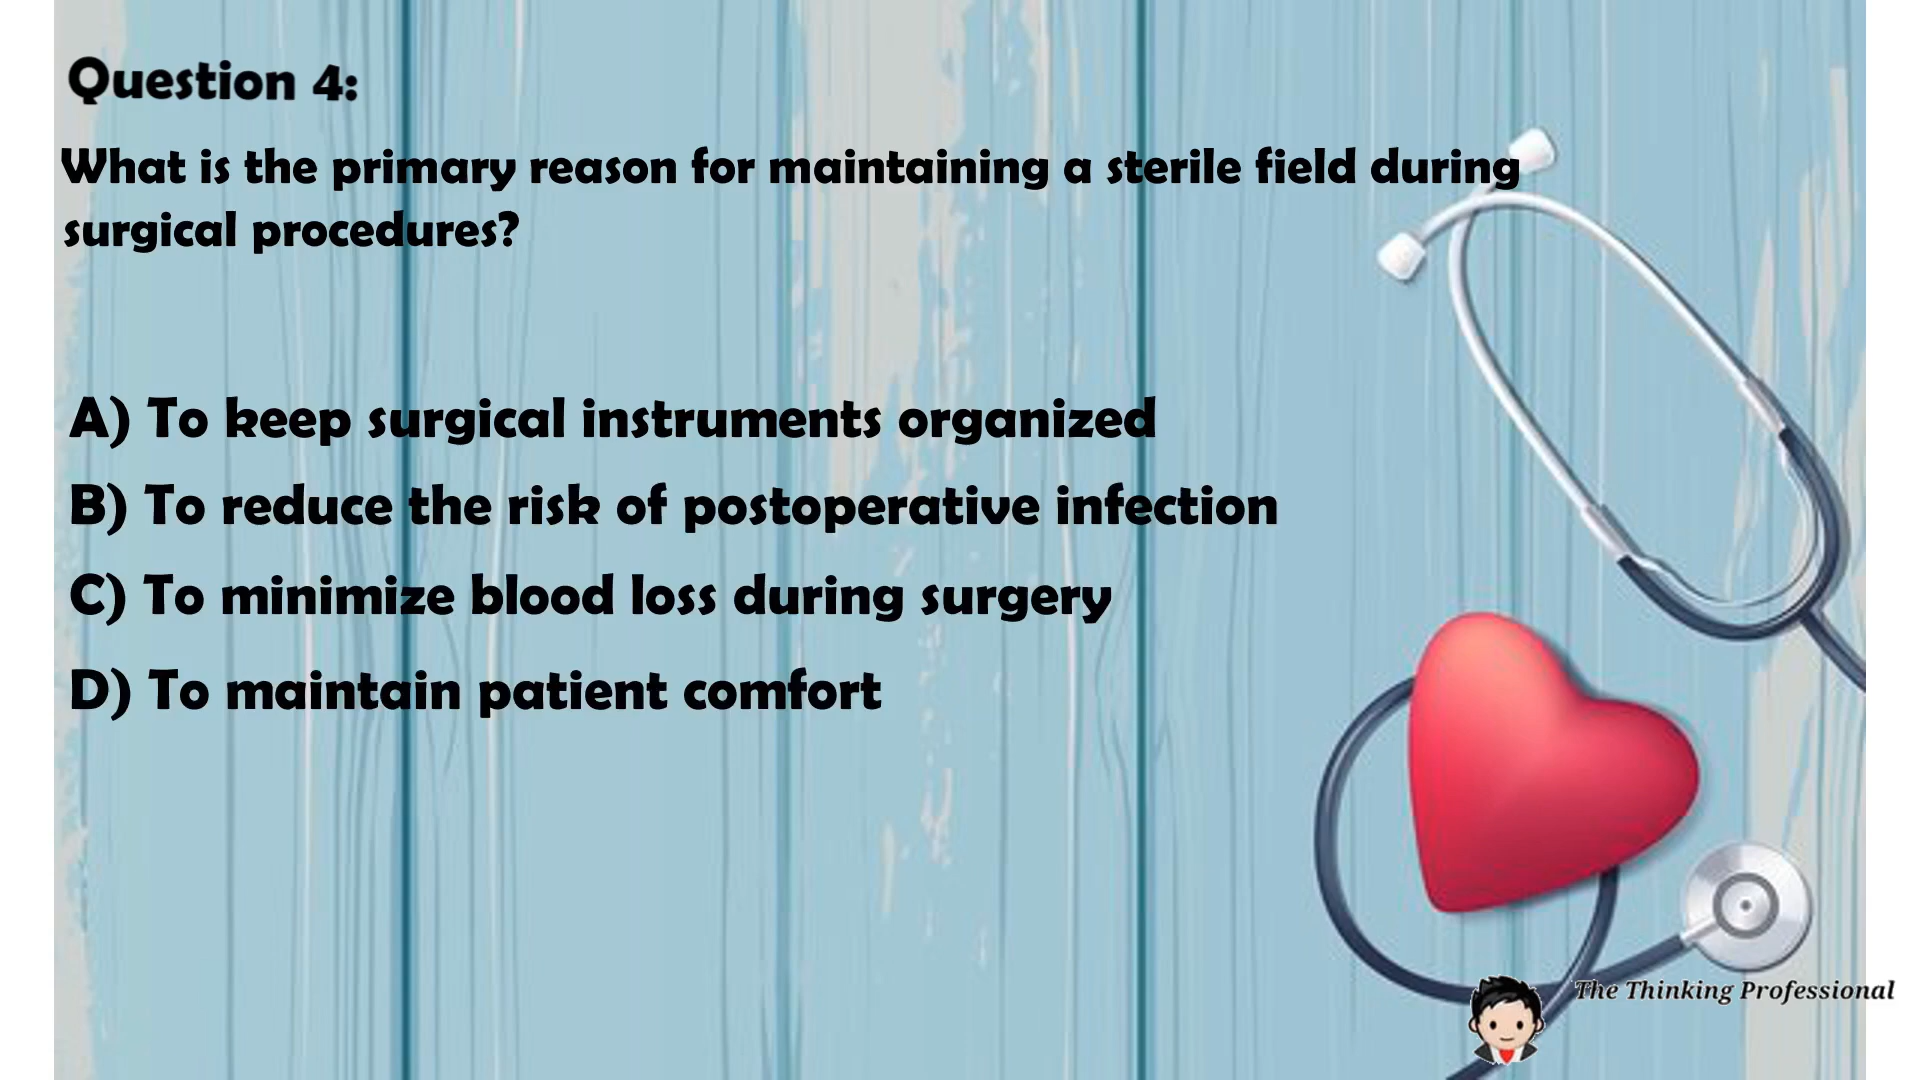 Question 4:
What is the primary reason for maintaining a sterile field during
surgical procedures?
A) To keep surgical instruments organized
B) To reduce the risk of postoperative infection
C) To minimize blood loss during surgery
D) To maintain patient comfort
The Thinking Professional